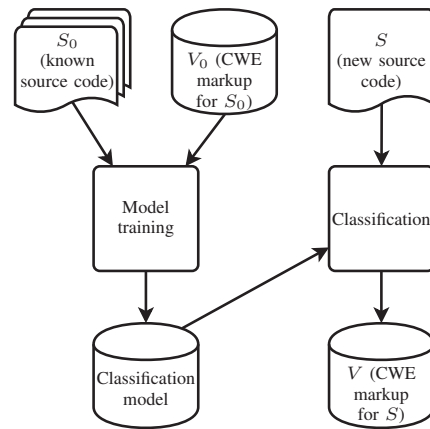 S₀
(known
source code)
V₀ (CWE
markup
for S₀)
S
(new source
code)
Model
training
Classification
Classification
model
V (CWE
markup
for S)